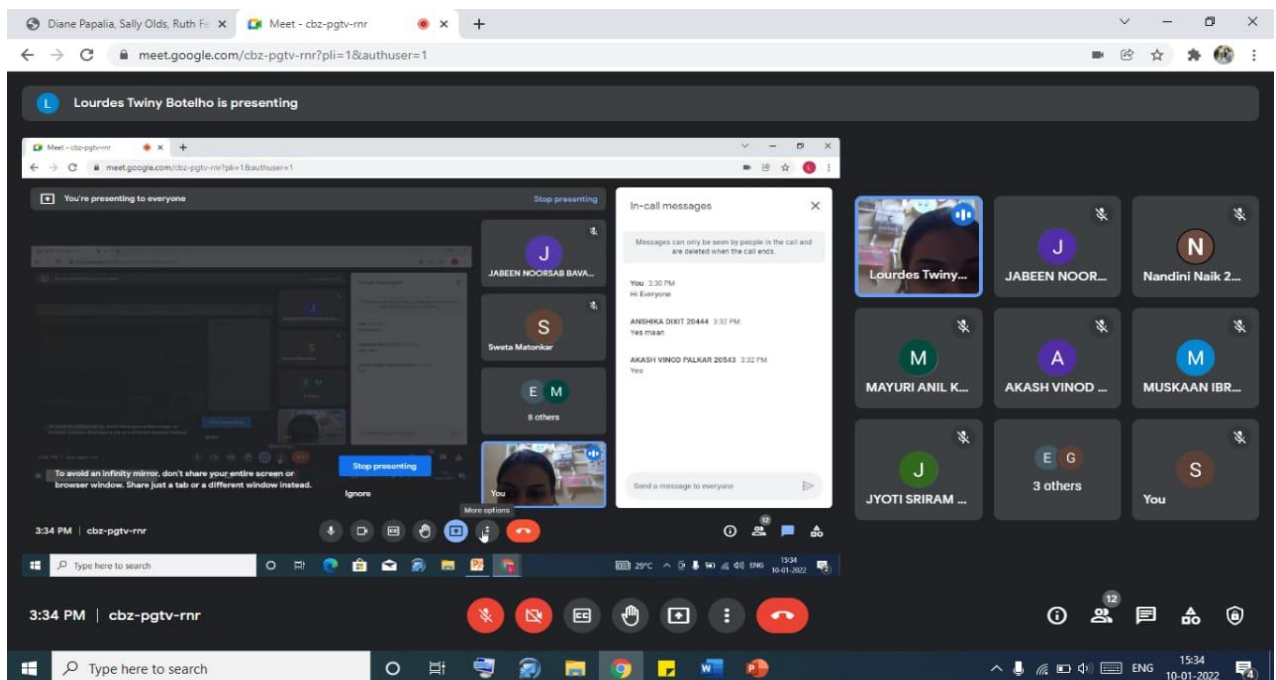 Diane Papalia, Sally Olds, Ruth Fe
Meet - cbz-pgtv-rnr
meet.google.com/cbz-pgtv-rnr?pli=1&authuser=1
L Lourdes Twiny Botelho is presenting
Meet - cbz-pgtv-rnr
meet.google.com/cbz-pgtv-rnr?pli=1&authuser=1
L
You're presenting to everyone
Stop presenting
J
JABEEN NOORSAB BAVA...
S
Sweta Matonkar
E M
8 others
You
To avoid an infinity mirror, don't share your entire screen or
browser window. Share just a tab or a different window instead.
Stop presenting
Ignore
More options
In-call messages
Messages can only be seen by people in the call and
are deleted when the call ends.
You 3:30 PM
Hi Everyone
ANSHIKA DIXIT 20444 3:32 PM
Yes maan
AKASH VINOD PALKAR 20543 3:32 PM
Yes
Send a message to everyone
3:34 PM | cbz-pgtv-rnr
12
Type here to search
29°C
ENG
15:34
10-01-2022
Lourdes Twiny...
J
JABEEN NOOR...
N
Nandini Naik 2...
M
MAYURI ANIL K...
A
AKASH VINOD ...
M
MUSKAAN IBR...
J
JYOTI SRIRAM ...
E G
3 others
S
You
3:34 PM | cbz-pgtv-rnr
CC
12
Type here to search
ENG
15:34
10-01-2022
4